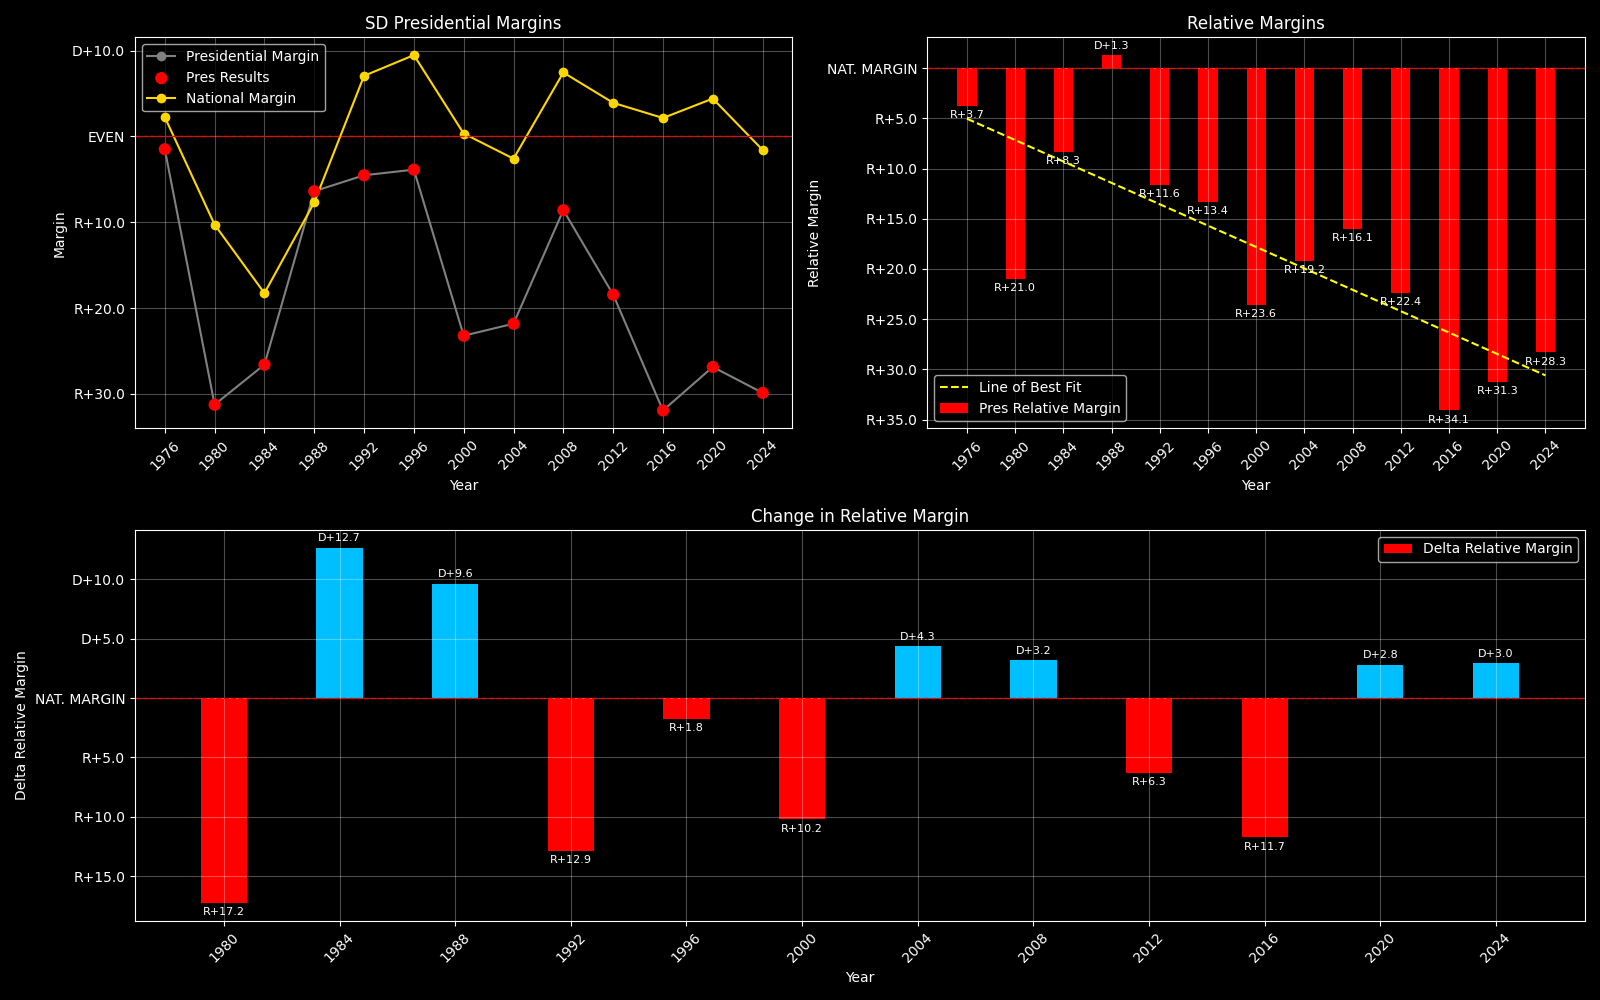 SD Presidential Margins
D+10.0
EVEN
R+10.0
R+20.0
R+30.0
Margin
Presidential Margin
Pres Results
National Margin
1976
1980
1984
1988
1992
1996
2000
2004
2008
2012
2016
2020
2024
Year
Relative Margins
NAT. MARGIN
R+5.0
R+10.0
R+15.0
R+20.0
R+25.0
R+30.0
R+35.0
Relative Margin
R+3.7
R+21.0
R+8.3
D+1.3
R+11.6
R+13.4
R+23.6
R+19.2
R+16.1
R+22.4
R+34.1
R+31.3
R+28.3
Line of Best Fit
Pres Relative Margin
1976
1980
1984
1988
1992
1996
2000
2004
2008
2012
2016
2020
2024
Year
Change in Relative Margin
D+10.0
D+5.0
NAT. MARGIN
R+5.0
R+10.0
R+15.0
Delta Relative Margin
R+17.2
D+12.7
D+9.6
R+12.9
R+1.8
R+10.2
D+4.3
D+3.2
R+6.3
R+11.7
D+2.8
D+3.0
Delta Relative Margin
1980
1984
1988
1992
1996
2000
2004
2008
2012
2016
2020
2024
Year